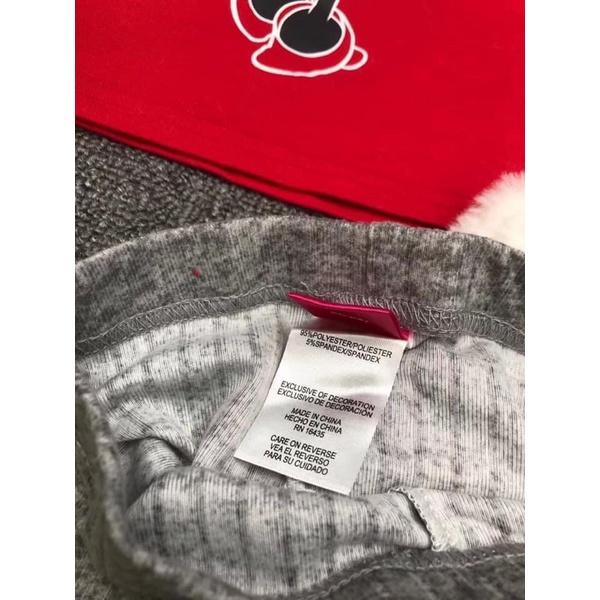 95%POLYESTER/POLIESTER
5%SPANDEX/SPANDEX
EXCLUSIVE OF DECORATION
EXCLUSIVO DE DECORACIÓN
MADE IN CHINA
HECHO EN CHINA
RN 16435
CARE ON REVERSE
VEA EL REVERSO
PARA SU CUIDADO